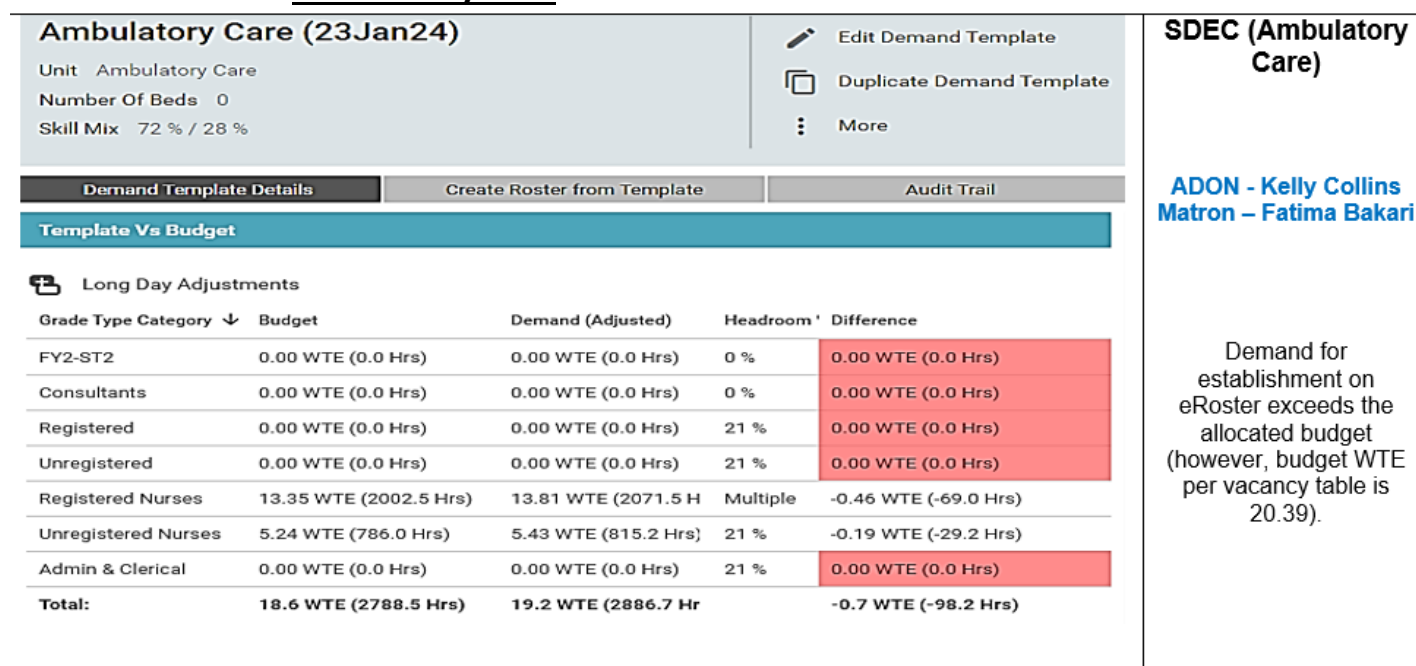 Ambulatory Care (23Jan24)
Unit Ambulatory Care
Number Of Beds 0
Skill Mix 72 % / 28 %
Edit Demand Template
Duplicate Demand Template
More
Demand Template Details Create Roster from Template Audit Trail
Template Vs Budget
Long Day Adjustments
Grade Type Category Budget Demand (Adjusted) Headroom ' Difference
FY2-ST2 0.00 WTE (0.0 Hrs) 0.00 WTE (0.0 Hrs) 0 % 0.00 WTE (0.0 Hrs)
Consultants 0.00 WTE (0.0 Hrs) 0.00 WTE (0.0 Hrs) 0 % 0.00 WTE (0.0 Hrs)
Registered 0.00 WTE (0.0 Hrs) 0.00 WTE (0.0 Hrs) 21 % 0.00 WTE (0.0 Hrs)
Unregistered 0.00 WTE (0.0 Hrs) 0.00 WTE (0.0 Hrs) 21 % 0.00 WTE (0.0 Hrs)
Registered Nurses 13.35 WTE (2002.5 Hrs) 13.81 WTE (2071.5 H Multiple -0.46 WTE (-69.0 Hrs)
Unregistered Nurses 5.24 WTE (786.0 Hrs) 5.43 WTE (815.2 Hrs) 21 % -0.19 WTE (-29.2 Hrs)
Admin & Clerical 0.00 WTE (0.0 Hrs) 0.00 WTE (0.0 Hrs) 21 % 0.00 WTE (0.0 Hrs)
Total: 18.6 WTE (2788.5 Hrs) 19.2 WTE (2886.7 Hr -0.7 WTE (-98.2 Hrs)
SDEC (Ambulatory
Care)
ADON - Kelly Collins
Matron – Fatima Bakari
Demand for
establishment on
eRoster exceeds the
allocated budget
(however, budget WTE
per vacancy table is
20.39).